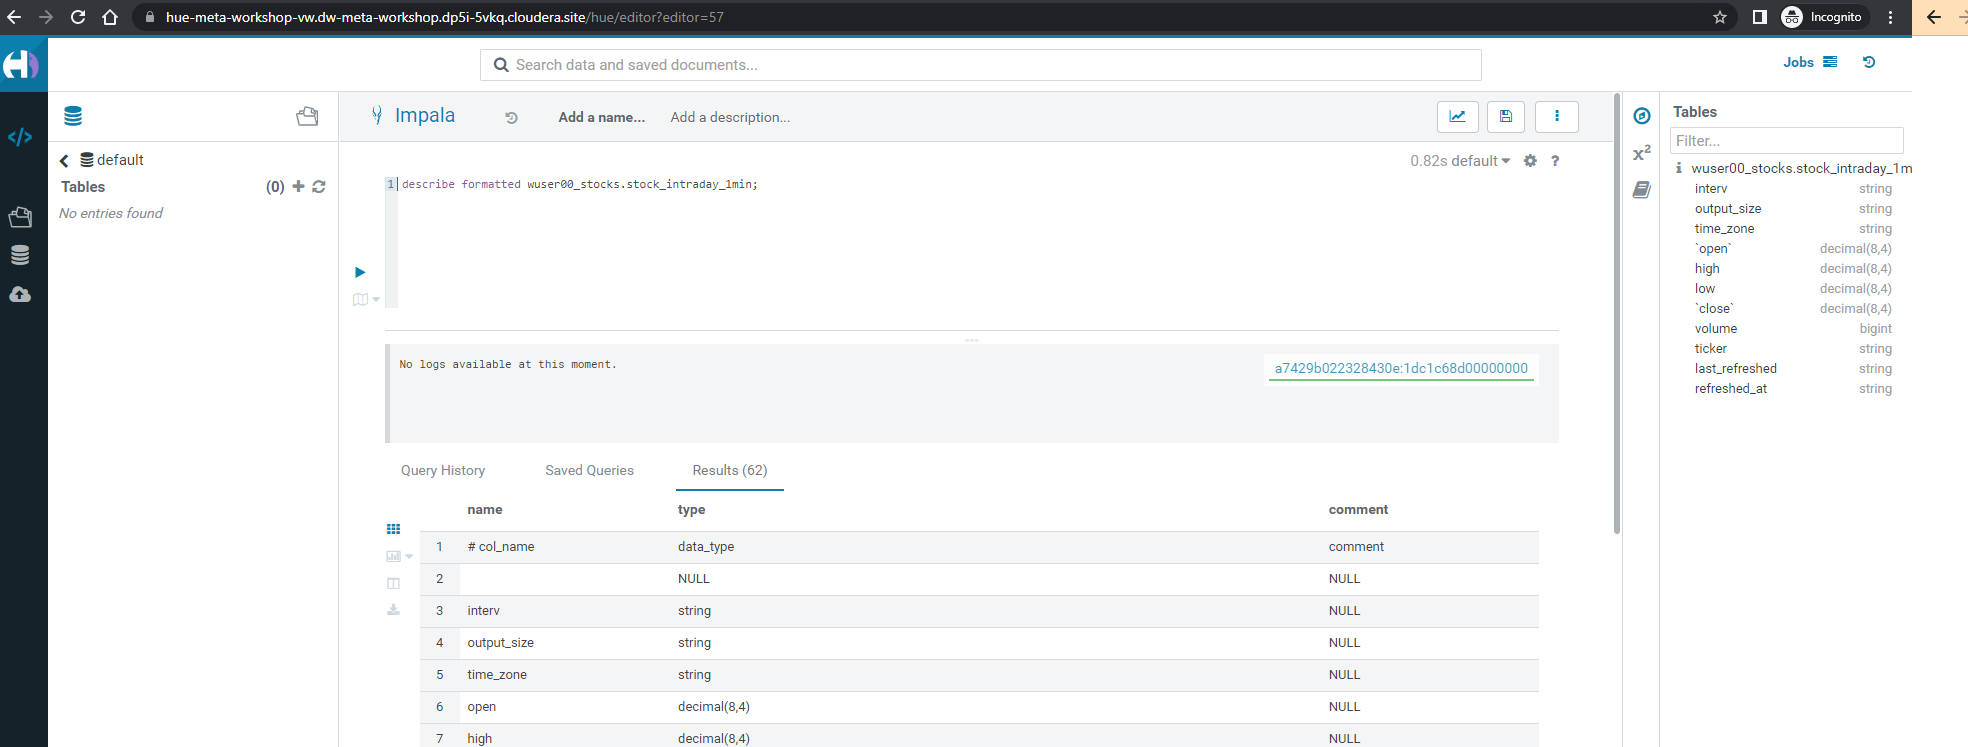 hue-meta-workshop-vw.dw-meta-workshop.dp5i-5vkq.cloudera.site/hue/editor?editor=57
Incognito
Search data and saved documents...
Jobs
Impala
Add a name...
Add a description...
default
Tables
(0)
No entries found
0.82s default
?
1
describe formatted wuser00_stocks.stock_intraday_1min;
No logs available at this moment.
a7429b022328430e:1dc1c68d00000000
Query History
Saved Queries
Results (62)
name type comment
1 # col_name data_type comment
2 NULL NULL
3 interv string NULL
4 output_size string NULL
5 time_zone string NULL
6 open decimal(8,4) NULL
7 high decimal(8,4) NULL
x²
Tables
Filter...
wuser00_stocks.stock_intraday_1m
interv string
output_size string
time_zone string
`open` decimal(8,4)
high decimal(8,4)
low decimal(8,4)
`close` decimal(8,4)
volume bigint
ticker string
last_refreshed string
refreshed_at string